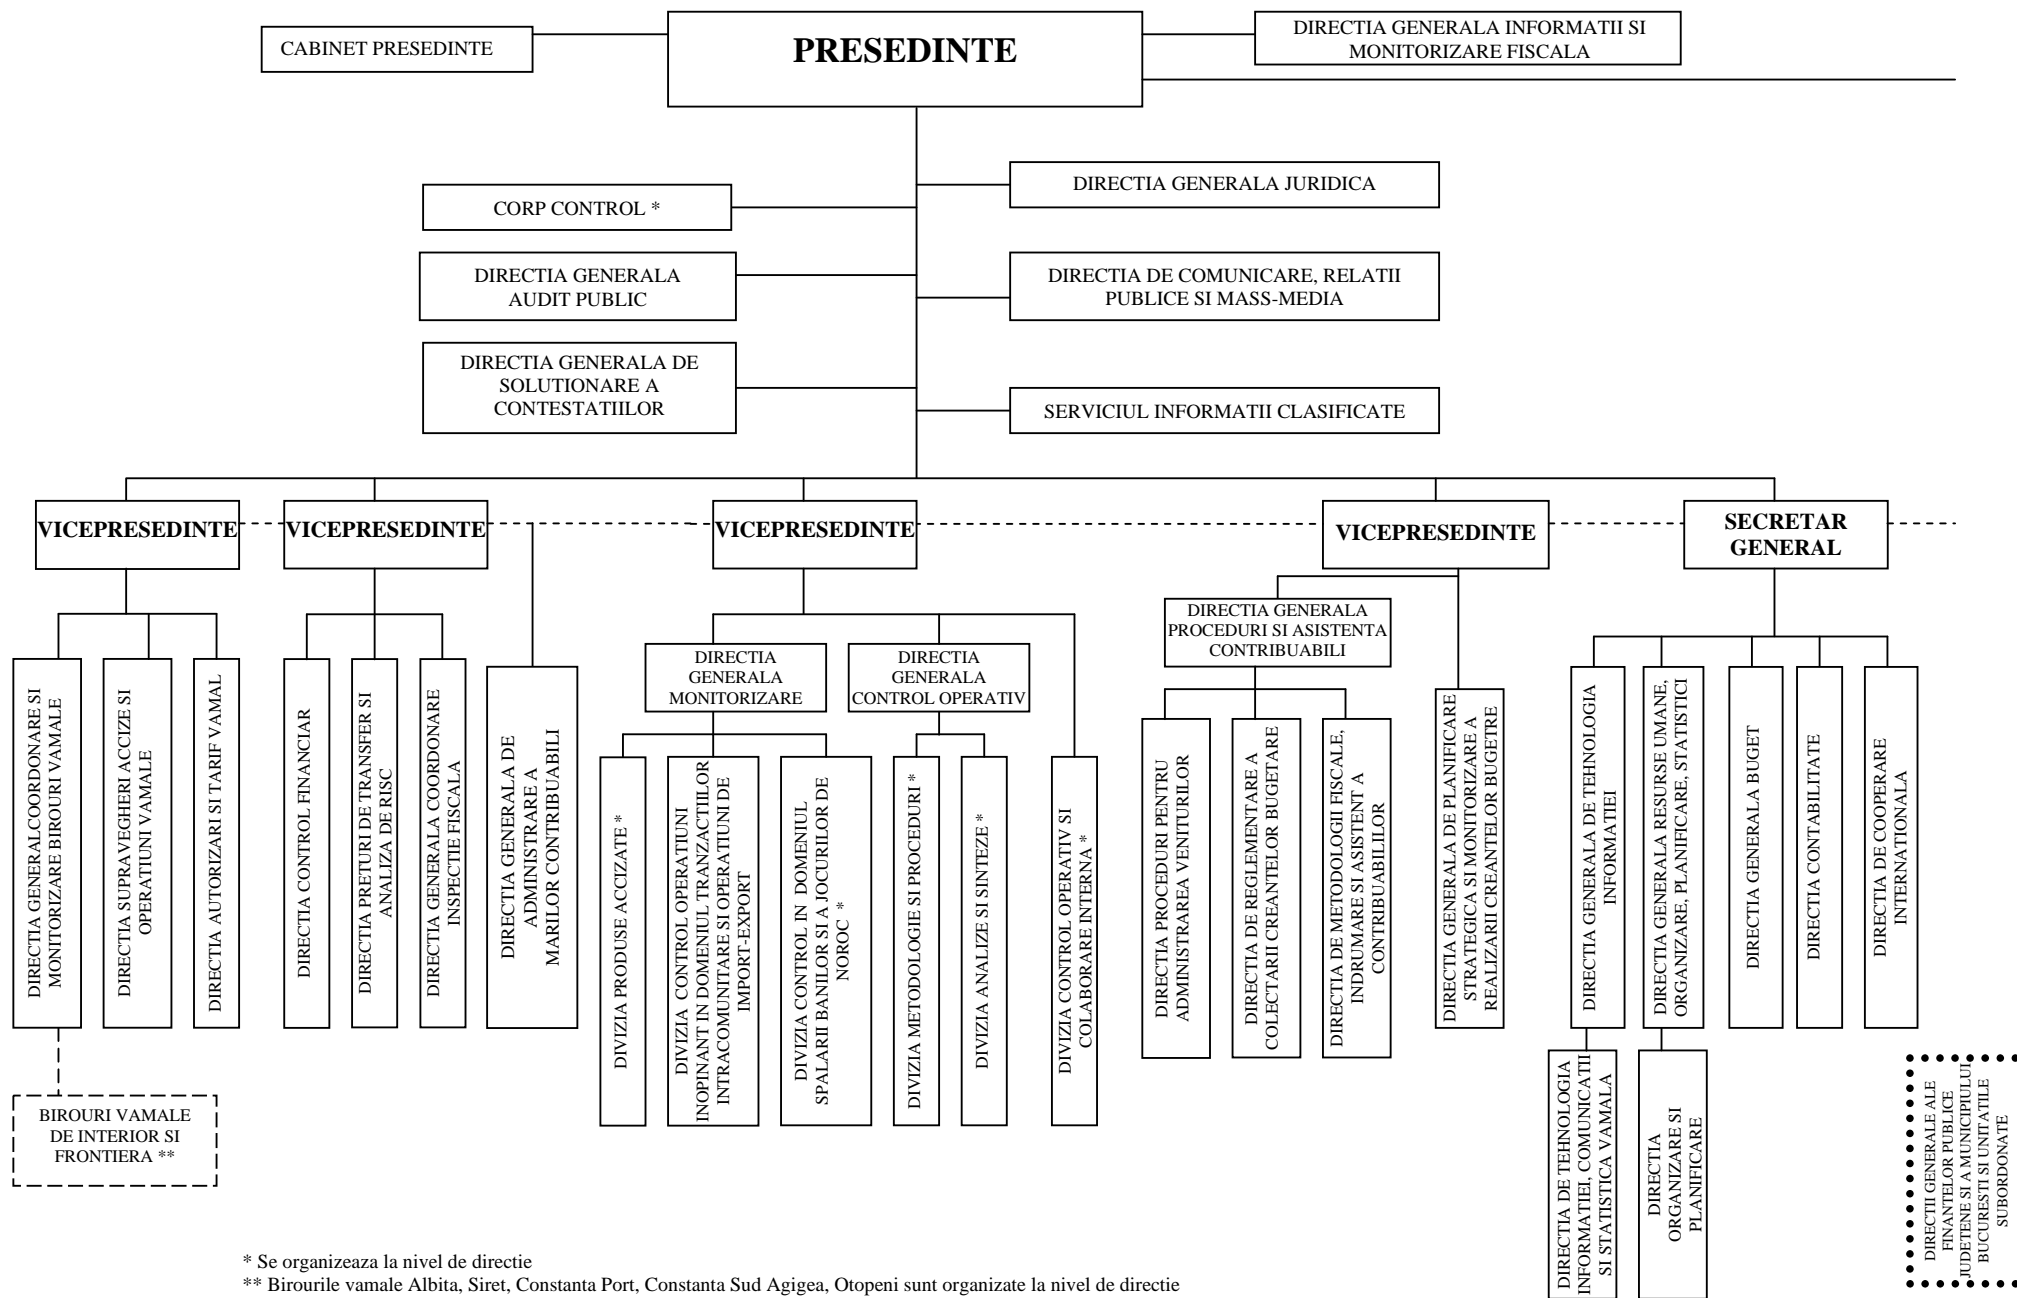 CABINET PRESEDINTE
PRESEDINTE
DIRECTIA GENERALA INFORMATII SI
MONITORIZARE FISCALA
CORP CONTROL *
DIRECTIA GENERALA JURIDICA
DIRECTIA GENERALA
AUDIT PUBLIC
DIRECTIA DE COMUNICARE, RELATII
PUBLICE SI MASS-MEDIA
DIRECTIA GENERALA DE
SOLUTIONARE A
CONTESTATIILOR
SERVICIUL INFORMATII CLASIFICATE
VICEPRESEDINTE
VICEPRESEDINTE
VICEPRESEDINTE
VICEPRESEDINTE
SECRETAR
GENERAL
DIRECTIA GENERALCOORDONARE SI
MONITORIZARE BIROURI VAMALE
DIRECTIA SUPRAVEGHERI ACCIZE SI
OPERATIUNI VAMALE
DIRECTIA AUTORIZARI SI TARIF VAMAL
BIROURI VAMALE
DE INTERIOR SI
FRONTIERA **
DIRECTIA CONTROL FINANCIAR
DIRECTIA PRETURI DE TRANSFER SI
ANALIZA DE RISC
DIRECTIA GENERALA COORDONARE
INSPECTIE FISCALA
DIRECTIA GENERALA DE
ADMINISTRARE A
MARILOR CONTRIBUABILI
DIRECTIA
GENERALA
MONITORIZARE
DIRECTIA
GENERALA
CONTROL OPERATIV
DIVIZIA PRODUSE ACCIZATE *
DIVIZIA CONTROL OPERATIUNI
INOPINANT IN DOMENIUL TRANZACTIILOR
INTRACOMUNITARE SI OPERATIUNI DE
IMPORT-EXPORT
DIVIZIA CONTROL IN DOMENIUL
SPALARII BANILOR SI A JOCURILOR DE
NOROC *
DIVIZIA METODOLOGIE SI PROCEDURI *
DIVIZIA ANALIZE SI SINTEZE *
DIVIZIA CONTROL OPERATIV SI
COLABORARE INTERNA *
DIRECTIA GENERALA
PROCEDURI SI ASISTENTA
CONTRIBUABILI
DIRECTIA PROCEDURI PENTRU
ADMINISTRAREA VENITURILOR
DIRECTIA DE REGLEMENTARE A
COLECTARII CREANTELOR BUGETARE
DIRECTIA DE METODOLOGII FISCALE,
INDRUMARE SI ASISTENT A
CONTRIBUABILILOR
DIRECTIA GENERALA DE PLANIFICARE
STRATEGICA SI MONITORIZARE A
REALIZARII CREANTELOR BUGETRE
DIRECTIA GENERALA DE TEHNOLOGIA
INFORMATIEI
DIRECTIA GENERALA RESURSE UMANE,
ORGANIZARE, PLANIFICARE, STATISTICI
DIRECTIA GENERALA BUGET
DIRECTIA CONTABILITATE
DIRECTIA DE COOPERARE
INTERNATIONALA
DIRECTIA DE TEHNOLOGIA
INFORMATIEI, COMUNICATII
SI STATISTICA VAMALA
DIRECTIA
ORGANIZARE SI
PLANIFICARE
DIRECTII GENERALE ALE
FINANTELOR PUBLICE
JUDETENE SI A MUNICIPIULUI
BUCURESTI SI UNITATILE
SUBORDONATE
* Se organizeaza la nivel de directie
** Birourile vamale Albita, Siret, Constanta Port, Constanta Sud Agigea, Otopeni sunt organizate la nivel de directie